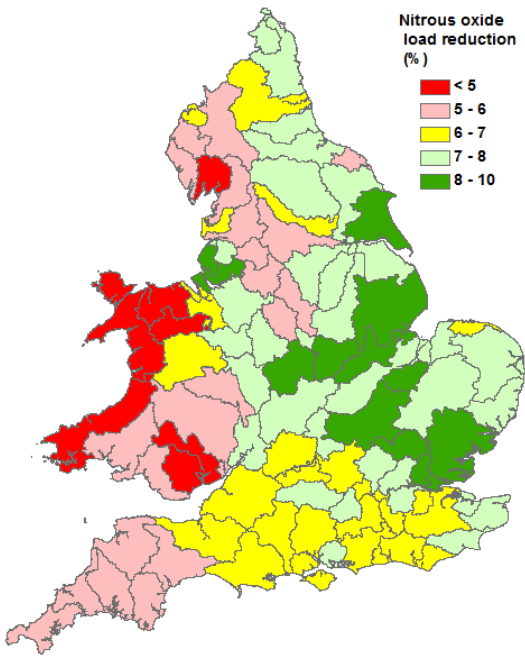 Nitrous oxide
load reduction
(% )
< 5
5 - 6
6 - 7
7 - 8
8 - 10